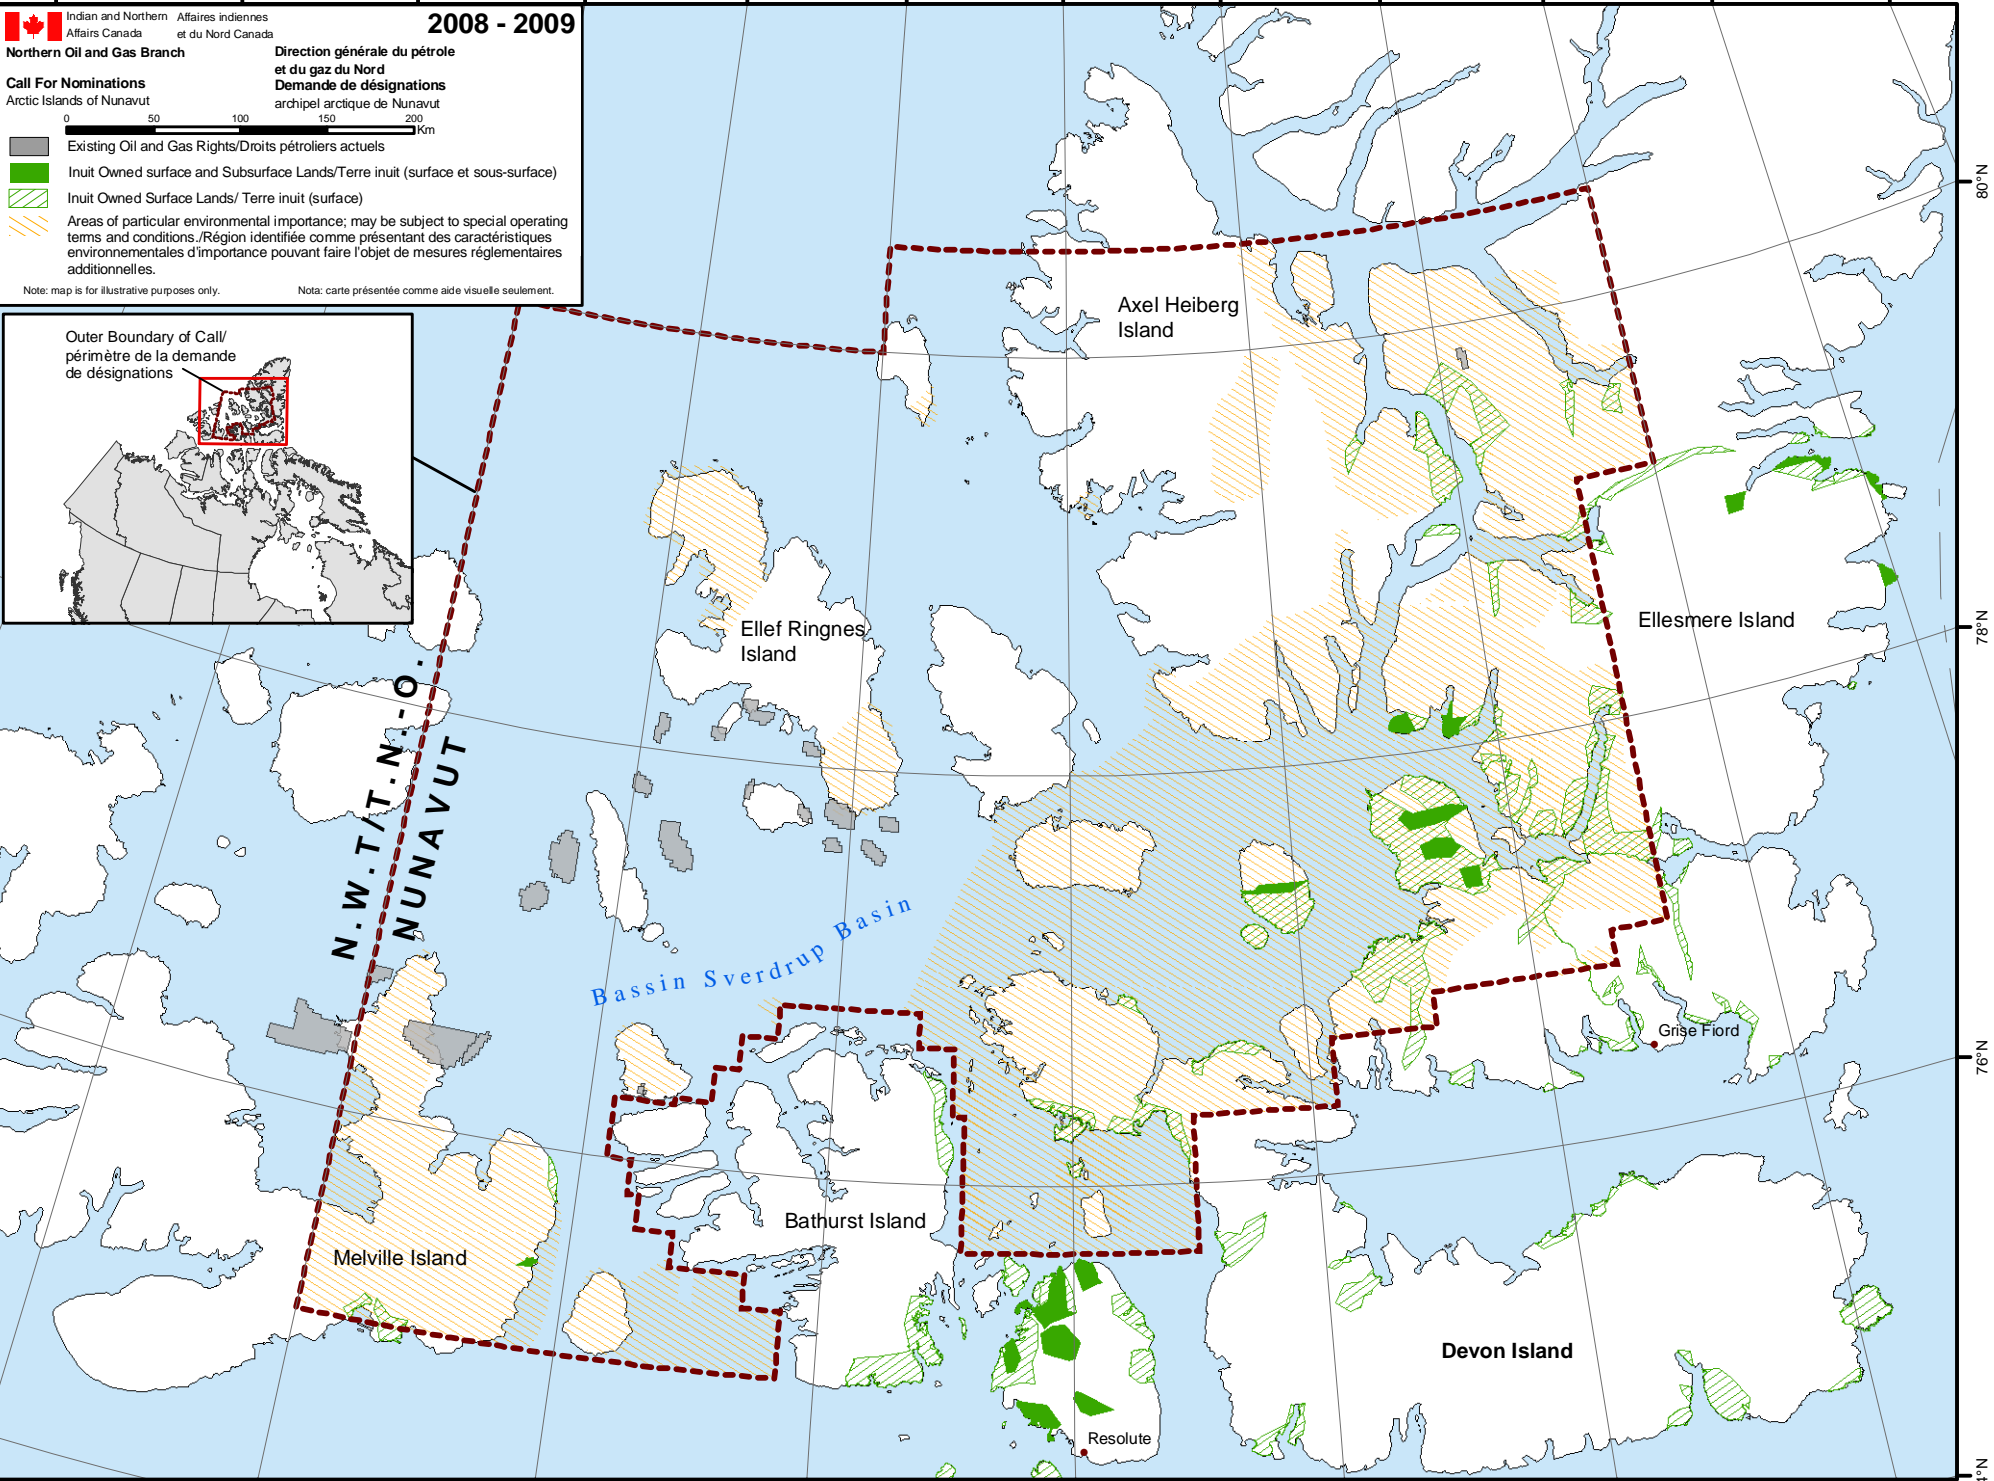 Indian and Northern
Affairs Canada
Affaires indiennes
et du Nord Canada
2008 - 2009
Northern Oil and Gas Branch
Direction générale du pétrole
et du gaz du Nord
Call For Nominations
Demande de désignations
Arctic Islands of Nunavut
archipel arctique de Nunavut
0 50 100 150 200
Km
Existing Oil and Gas Rights/Droits pétroliers actuels
Inuit Owned surface and Subsurface Lands/Terre inuit (surface et sous-surface)
Inuit Owned Surface Lands/ Terre inuit (surface)
Areas of particular environmental importance; may be subject to special operating
terms and conditions./Région identifiée comme présentant des caractéristiques
environnementales d'importance pouvant faire l'objet de mesures réglementaires
additionnelles.
Note: map is for illustrative purposes only.
Nota: carte présentée comme aide visuelle seulement.
Outer Boundary of Call/
périmètre de la demande
de désignations
Axel Heiberg
Island
80°N
Ellef Ringnes
Island
Ellesmere Island
78°N
N.W.T/T.N.-O.
NUNAVUT
Bassin Sverdrup Basin
Grise Fiord
76°N
Bathurst Island
Melville Island
Devon Island
Resolute
4°N